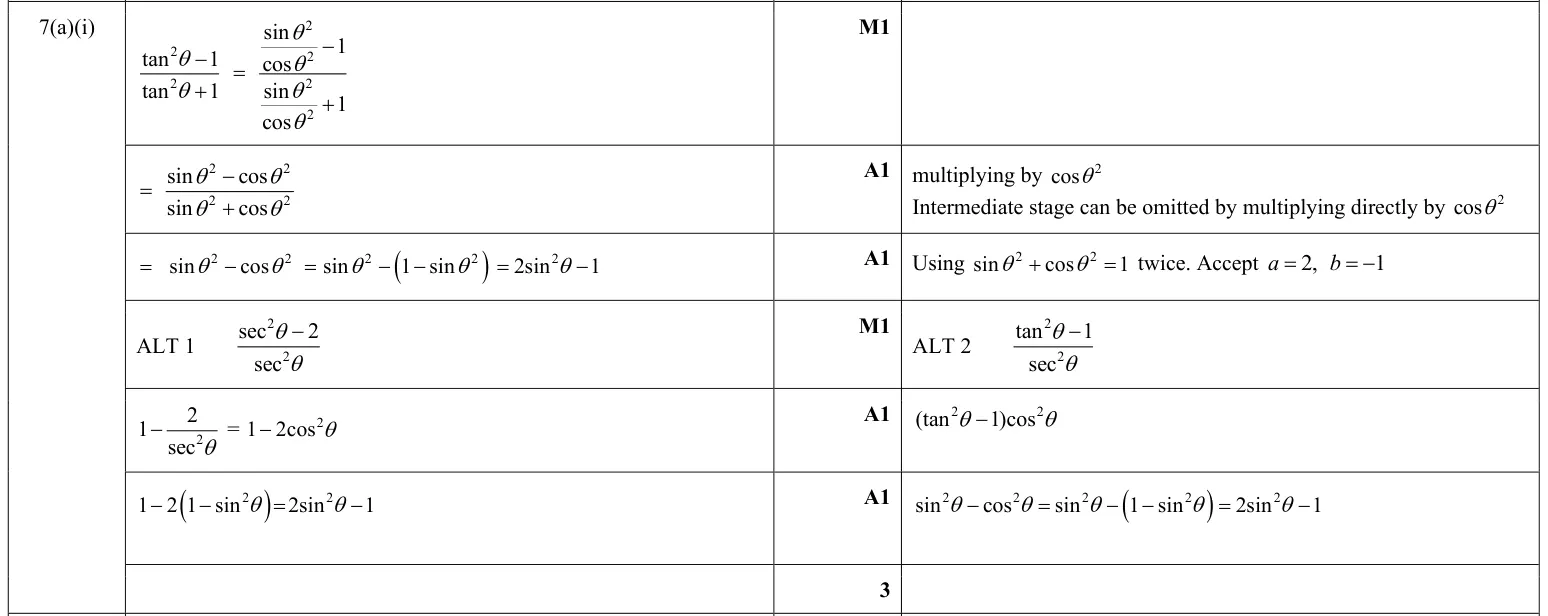 7(a)(i)
tan²θ − 1 / tan²θ + 1 = (sin θ² / cos θ² − 1) / (sin θ² / cos θ² + 1)
M1
= sin θ² − cos θ² / sin θ² + cos θ²
A1
multiplying by cos θ²
Intermediate stage can be omitted by multiplying directly by cos θ²
= sin θ² − cos θ² = sin θ² − (1 − sin θ²) = 2sin²θ − 1
A1
Using sin θ² + cos θ² = 1 twice. Accept a = 2, b = −1
ALT 1 sec²θ − 2 / sec²θ
M1
ALT 2 tan²θ − 1 / sec²θ
1 − 2 / sec²θ = 1 − 2cos²θ
A1
(tan²θ − 1)cos²θ
1 − 2(1 − sin²θ) = 2sin²θ − 1
A1
sin²θ − cos²θ = sin²θ − (1 − sin²θ) = 2sin²θ − 1
3